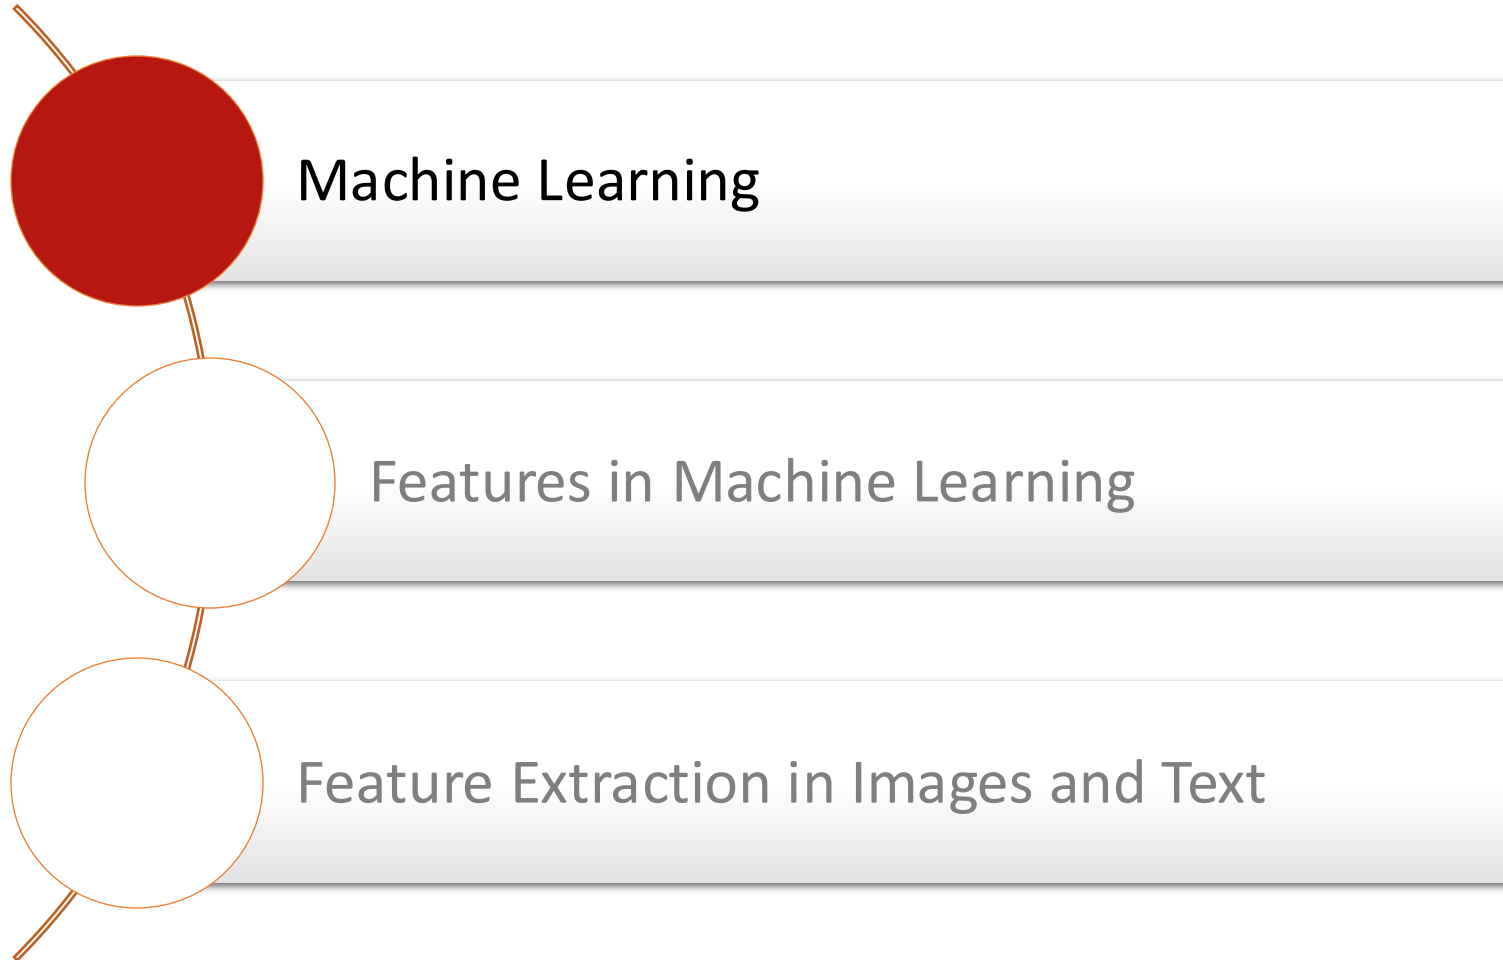 Machine Learning
Features in Machine Learning
Feature Extraction in Images and Text